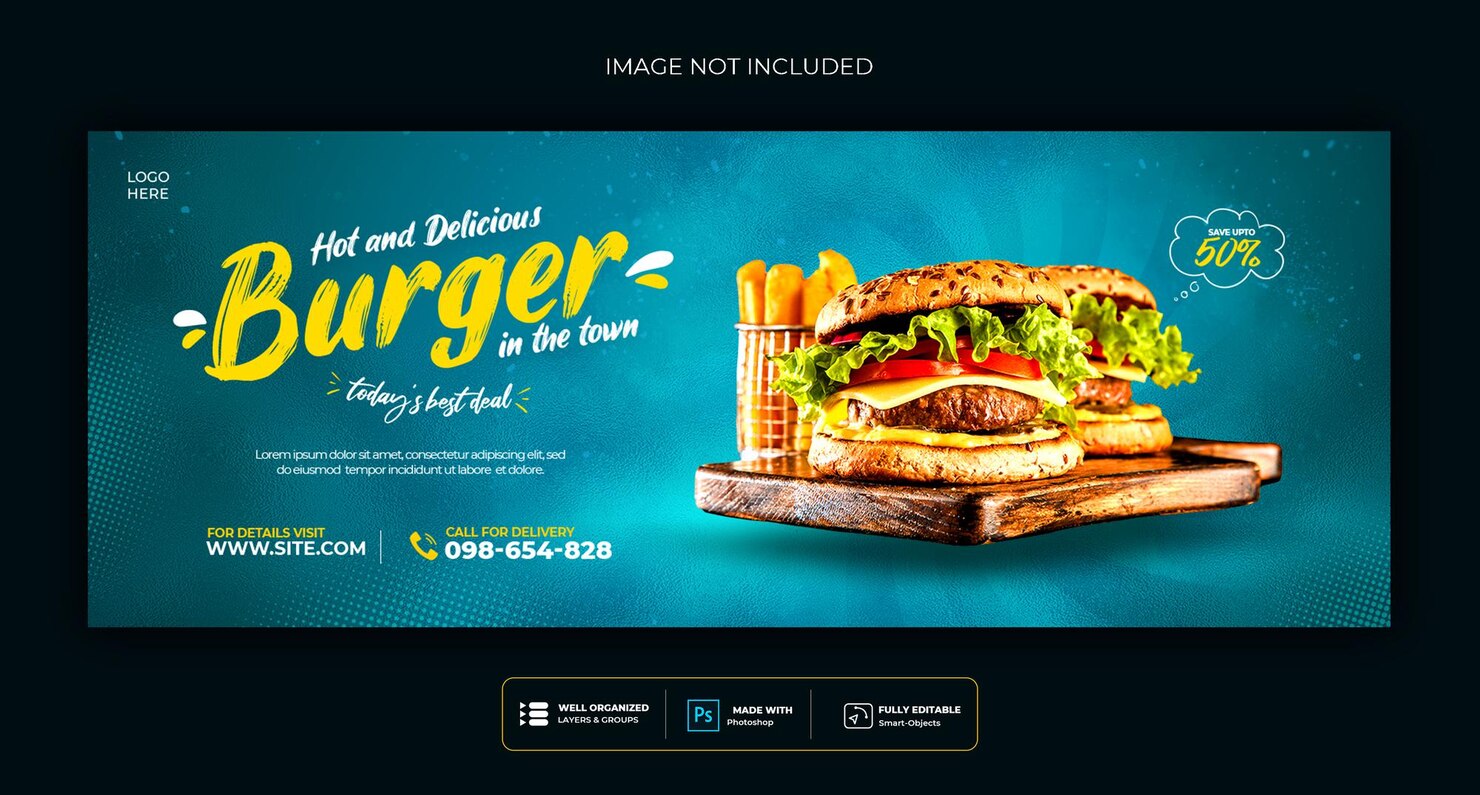 IMAGE NOT INCLUDED
LOGO
HERE
Hot and Delicious
Burger
in the town
today's best deal
Lorem ipsum dolor sit amet, consectetur adipiscing elit, sed
do eiusmod tempor incididunt ut labore et dolore.
FOR DETAILS VISIT
WWW.SITE.COM
CALL FOR DELIVERY
098-654-828
SAVE UPTO
50%
WELL ORGANIZED
LAYERS & GROUPS
Ps
MADE WITH
Photoshop
FULLY EDITABLE
Smart-Objects